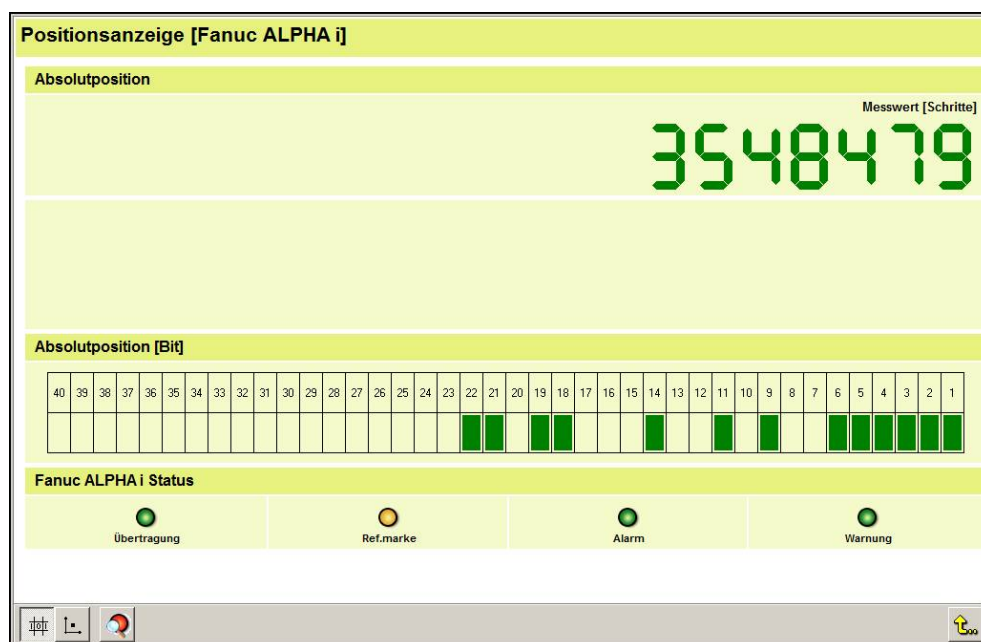 Positionsanzeige [Fanuc ALPHA i]
Absolutposition
Messwert [Schritte]
3548479
Absolutposition [Bit]
40 39 38 37 36 35 34 33 32 31 30 29 28 27 26 25 24 23 22 21 20 19 18 17 16 15 14 13 12 11 10 9 8 7 6 5 4 3 2 1
Fanuc ALPHA i Status
Übertragung Ref.marke Alarm Warnung